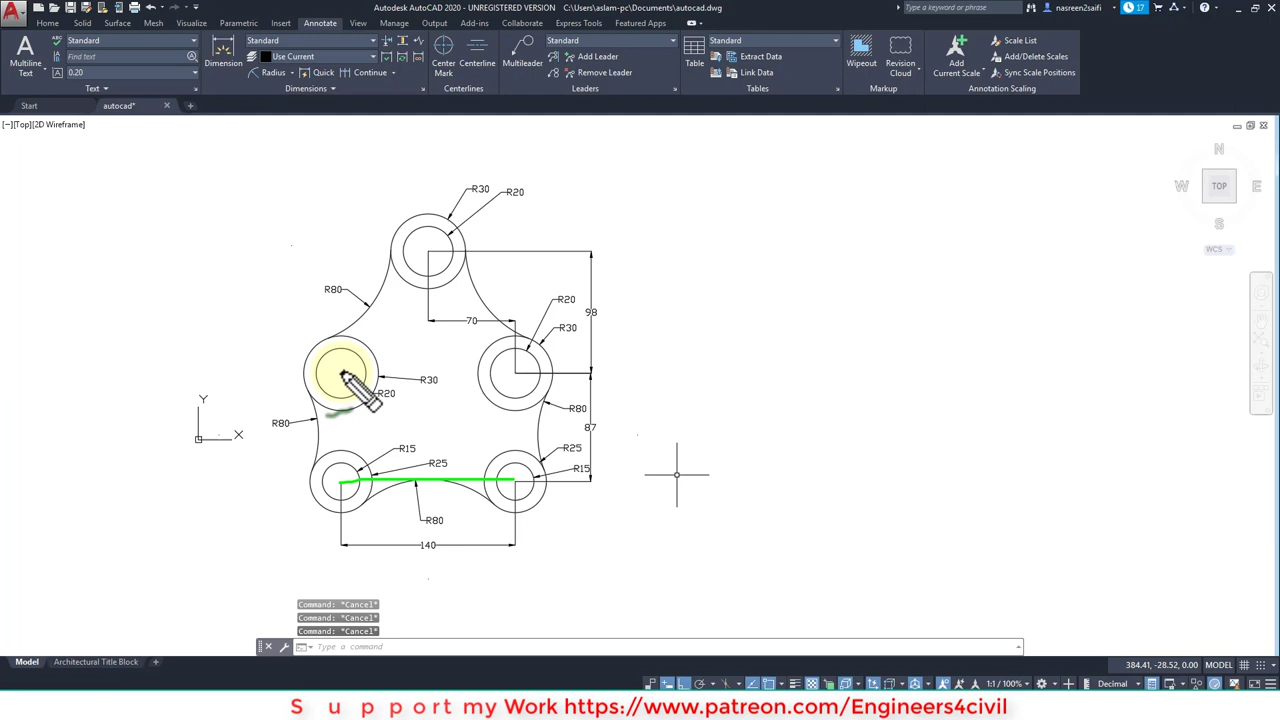 Autodesk AutoCAD 2020 - UNREGISTERED VERSION C:\Users\aslam-pc\Documents\autocad.dwg
Type a keyword or phrase
nasreen2saifi
17
Home Solid Surface Mesh Visualize Parametric Insert Annotate View Manage Output Add-ins Collaborate Express Tools Featured Apps
Multiline Text
Standard
Find text
0.20
Text
Dimension
Standard
Use Current
Radius Quick Continue
Dimensions
Center Mark
Centerline
Centerlines
Multileader
Standard
Add Leader
Remove Leader
Leaders
Table
Standard
Extract Data
Link Data
Tables
Wipeout
Revision Cloud
Markup
Add Current Scale
Scale List
Add/Delete Scales
Sync Scale Positions
Annotation Scaling
Start autocad*
[−][Top][2D Wireframe]
N
W TOP E
S
WCS
R30
R20
R80
R20
98
70
R30
R30
R20
R80
R80
87
R15
R25
R25
R15
R80
140
Y
X
Command: *Cancel*
Command: *Cancel*
Command: *Cancel*
Type a command
Model Architectural Title Block
384.41, -28.52, 0.00 MODEL
1:1 / 100% Decimal
Support my Work https://www.patreon.com/Engineers4civil